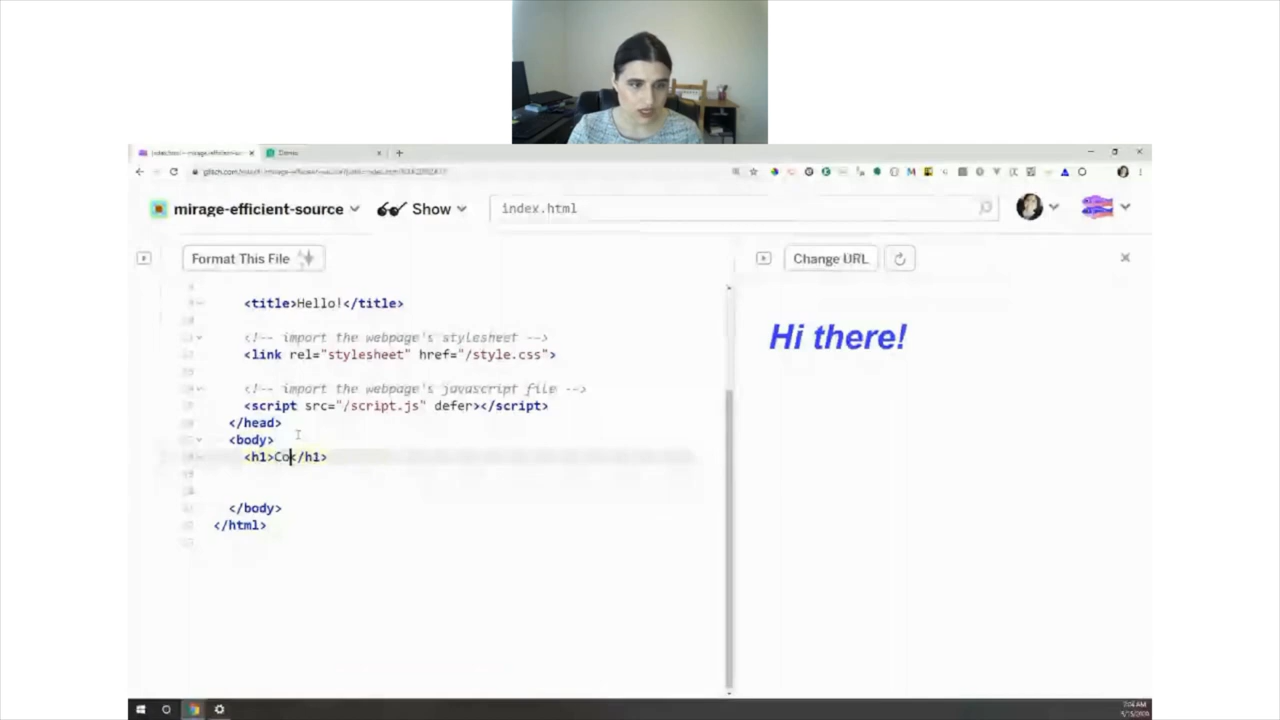 Demo
mirage-efficient-source
Show
index.html
Format This File
Change URL
<title>Hello!</title>
<!-- import the webpage's stylesheet -->
<link rel="stylesheet" href="/style.css">
<!-- import the webpage's javascript file -->
<script src="/script.js" defer></script>
</head>
<body>
<h1>Co</h1>
</body>
</html>
Hi there!